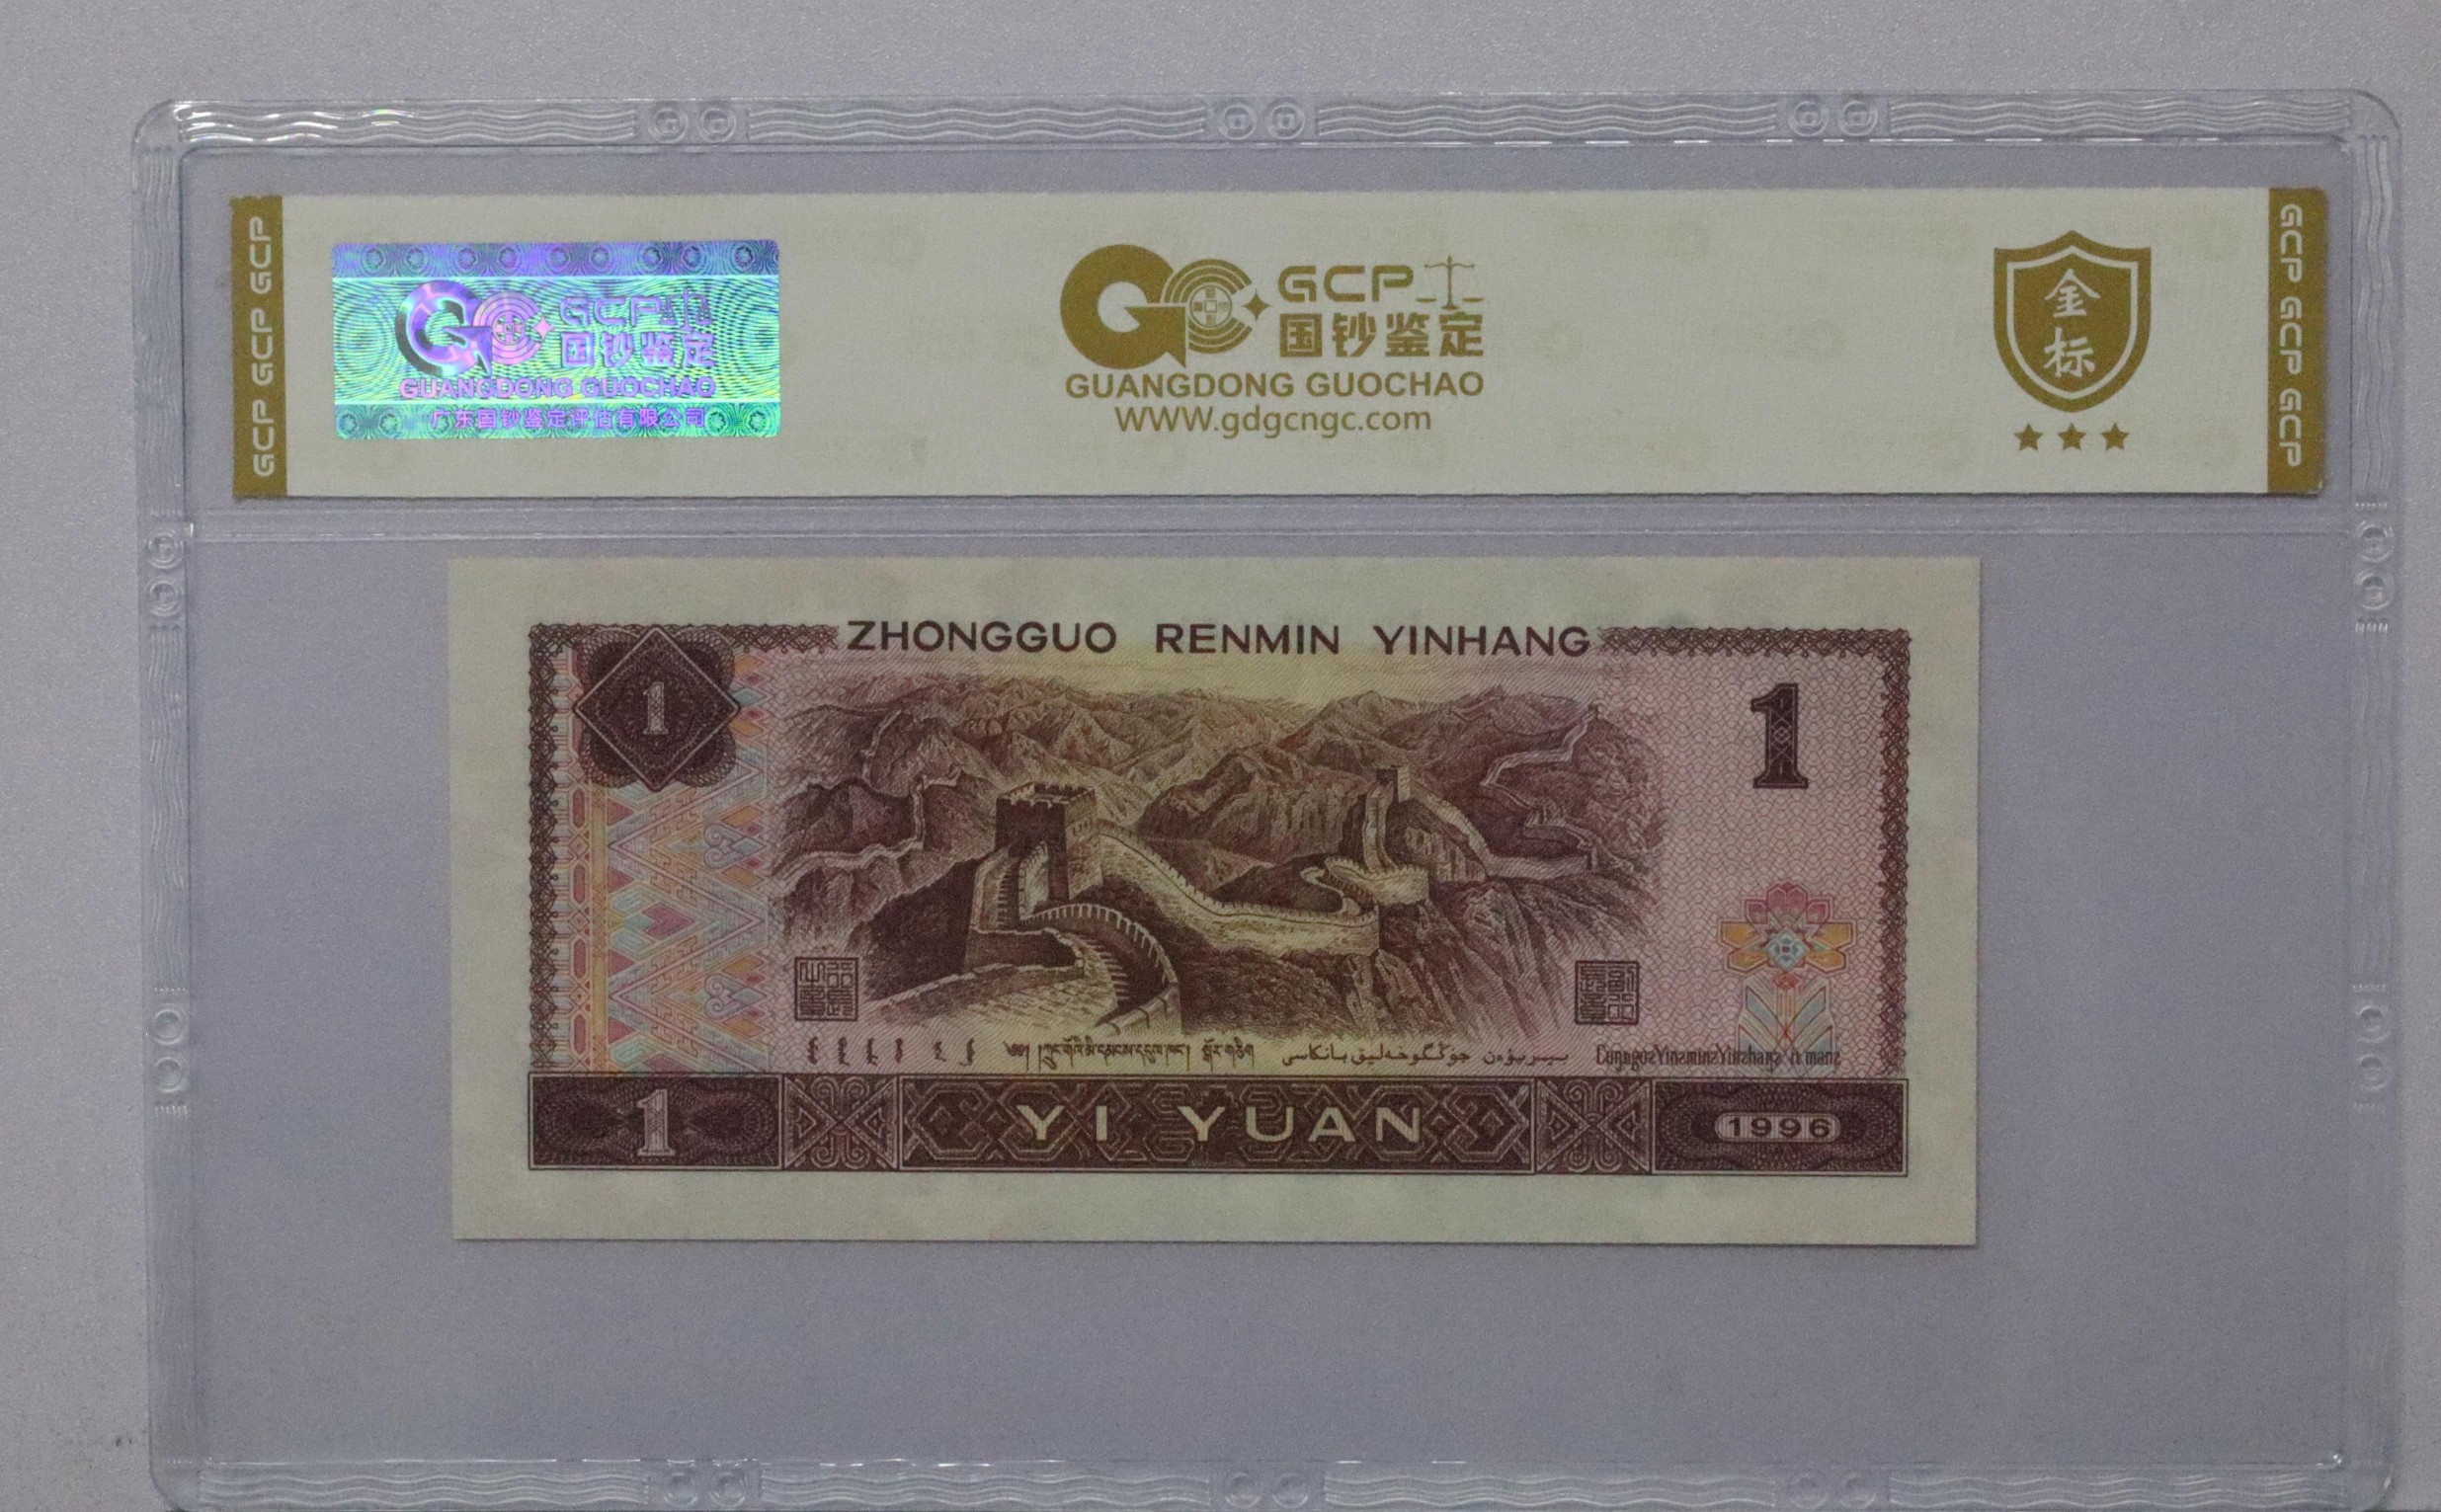 GCP GCP GCP
GCP
国钞鉴定
GUANGDONG GUOCHAO
广东国钞鉴定评估有限公司
GCP
国钞鉴定
GUANGDONG GUOCHAO
WWW.gdgcngc.com
金
标
GCP GCP GCP
ZHONGGUO RENMIN YINHANG
1
1
1
YI YUAN
1996